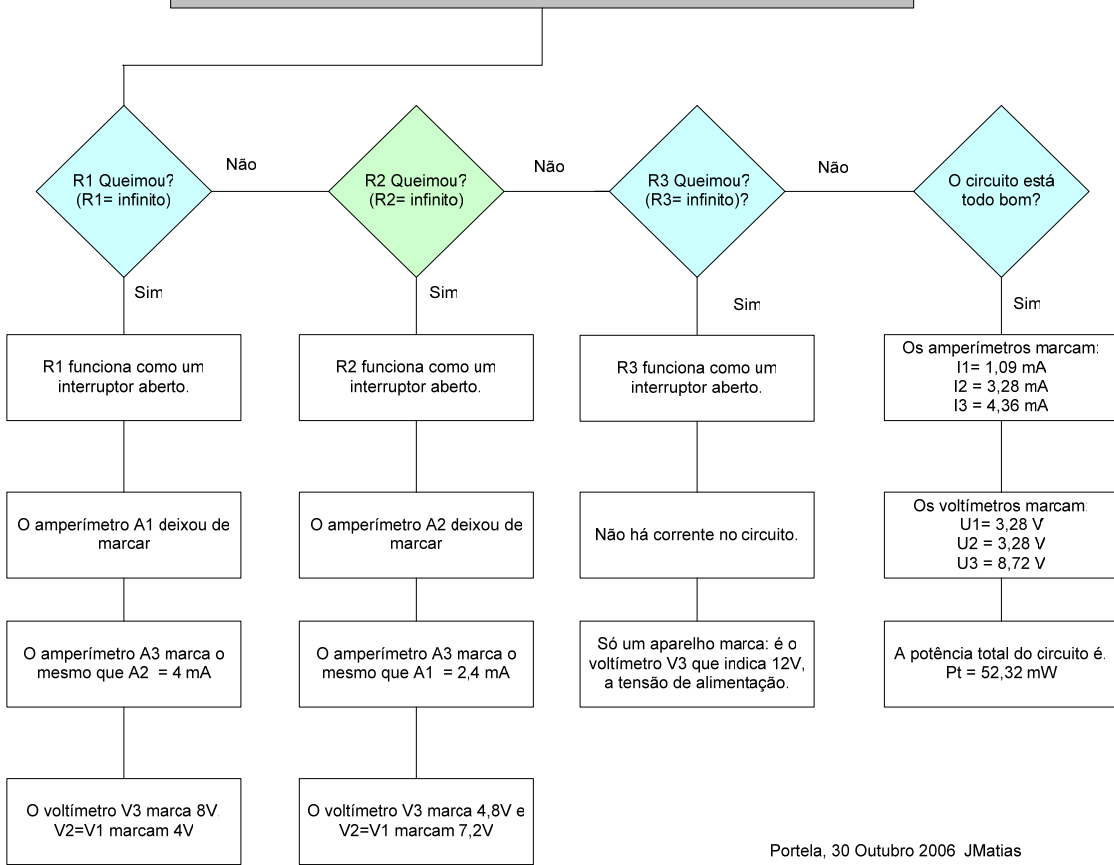 R1 Queimou?
(R1= infinito)
Não
R2 Queimou?
(R2= infinito)
Não
R3 Queimou?
(R3= infinito)?
Não
O circuito está
todo bom?
Sim
Sim
Sim
Sim
R1 funciona como um
interruptor aberto.
R2 funciona como um
interruptor aberto.
R3 funciona como um
interruptor aberto.
Os amperímetros marcam:
I1= 1,09 mA
I2 = 3,28 mA
I3 = 4,36 mA
O amperímetro A1 deixou de
marcar
O amperímetro A2 deixou de
marcar
Não há corrente no circuito.
Os voltímetros marcam:
U1= 3,28 V
U2 = 3,28 V
U3 = 8,72 V
O amperímetro A3 marca o
mesmo que A2 = 4 mA
O amperímetro A3 marca o
mesmo que A1 = 2,4 mA
Só um aparelho marca: é o
voltímetro V3 que indica 12V,
a tensão de alimentação.
A potência total do circuito é.
Pt = 52,32 mW
O voltímetro V3 marca 8V
V2=V1 marcam 4V
O voltímetro V3 marca 4,8V e
V2=V1 marcam 7,2V
Portela, 30 Outubro 2006 JMatias